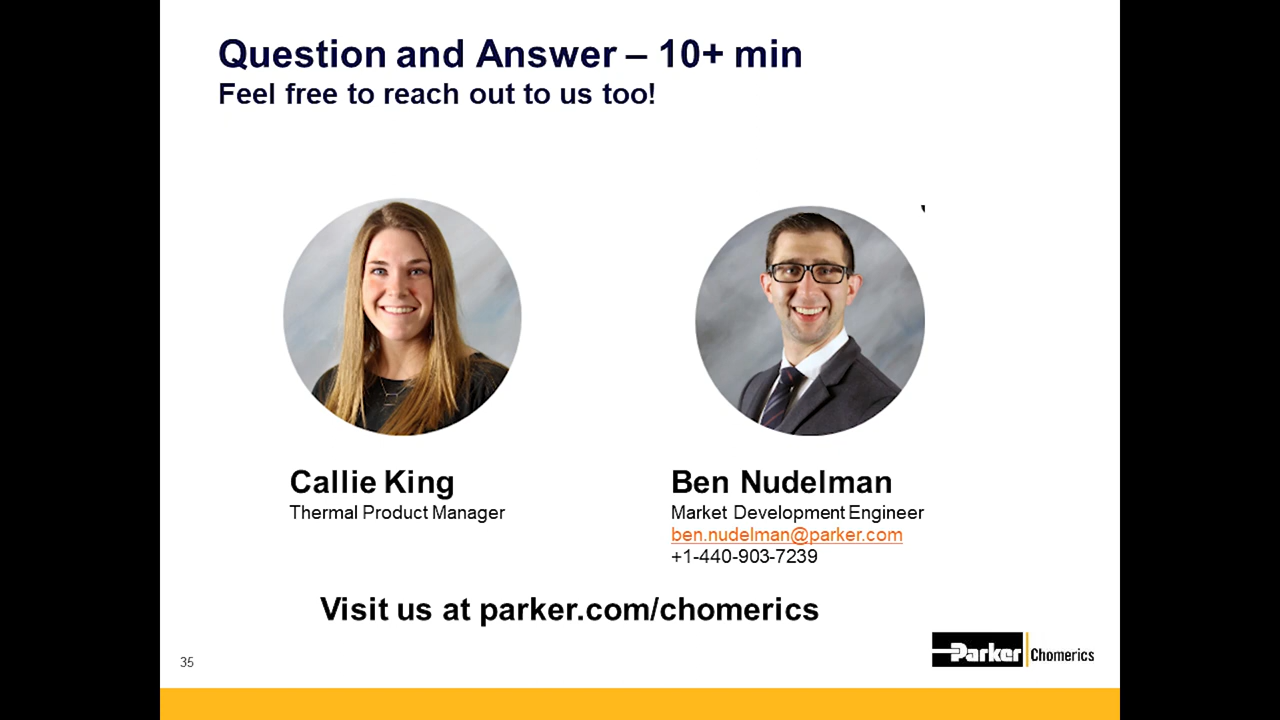 Question and Answer – 10+ min
Feel free to reach out to us too!
Callie King
Thermal Product Manager
Ben Nudelman
Market Development Engineer
ben.nudelman@parker.com
+1-440-903-7239
Visit us at parker.com/chomerics
35
Parker Chomerics